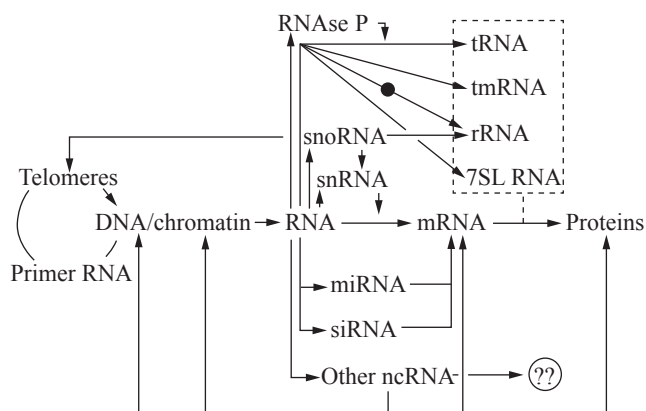 RNAse P
tRNA
tmRNA
snoRNA
rRNA
Telomeres
snRNA
7SL RNA
DNA/chromatin
RNA
mRNA
Proteins
Primer RNA
miRNA
siRNA
Other ncRNA
??